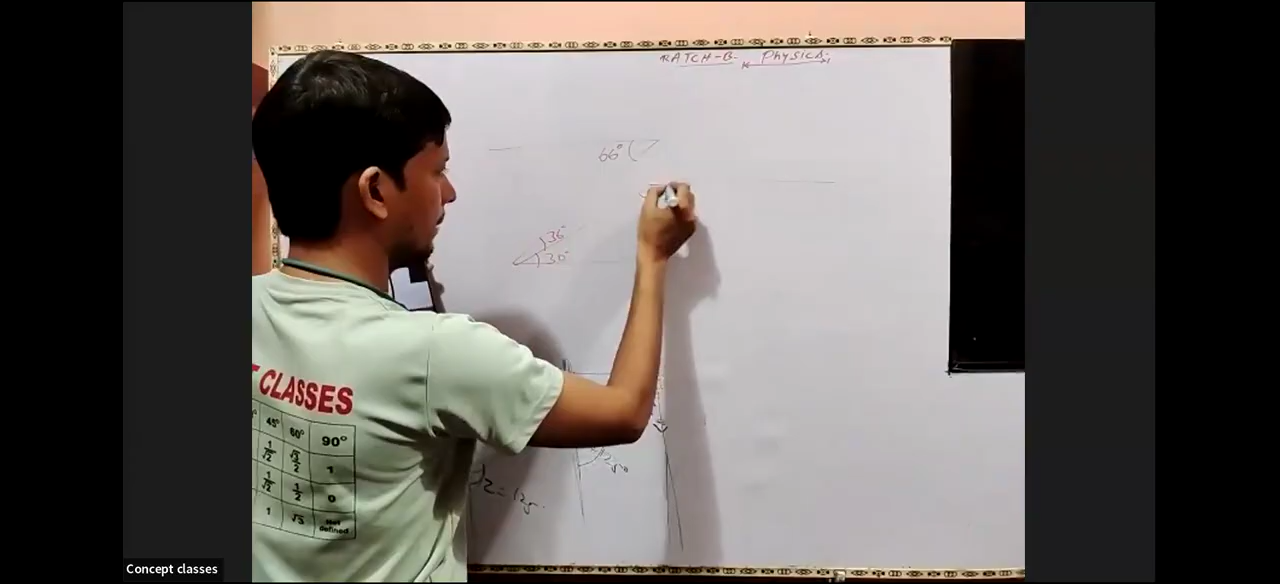 BATCH-B Physics
66°
36°
30°
CLASSES
45° 60° 90°
1/√2 √3/2 1
1/√2 1/2 0
1 √3 Not defined
Concept classes